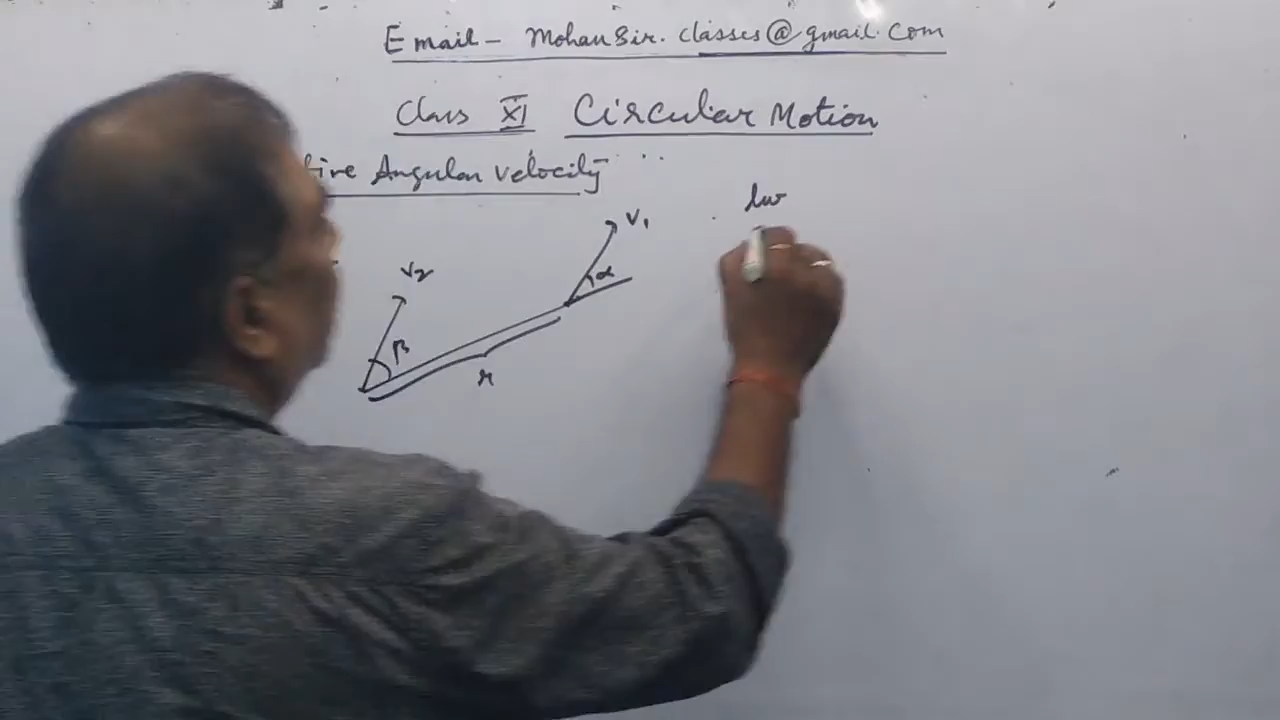 Email - MohanSir.classes@gmail.com
Class XI Circular Motion
tive Angular Velocity
lw
V1
α
V2
β
r